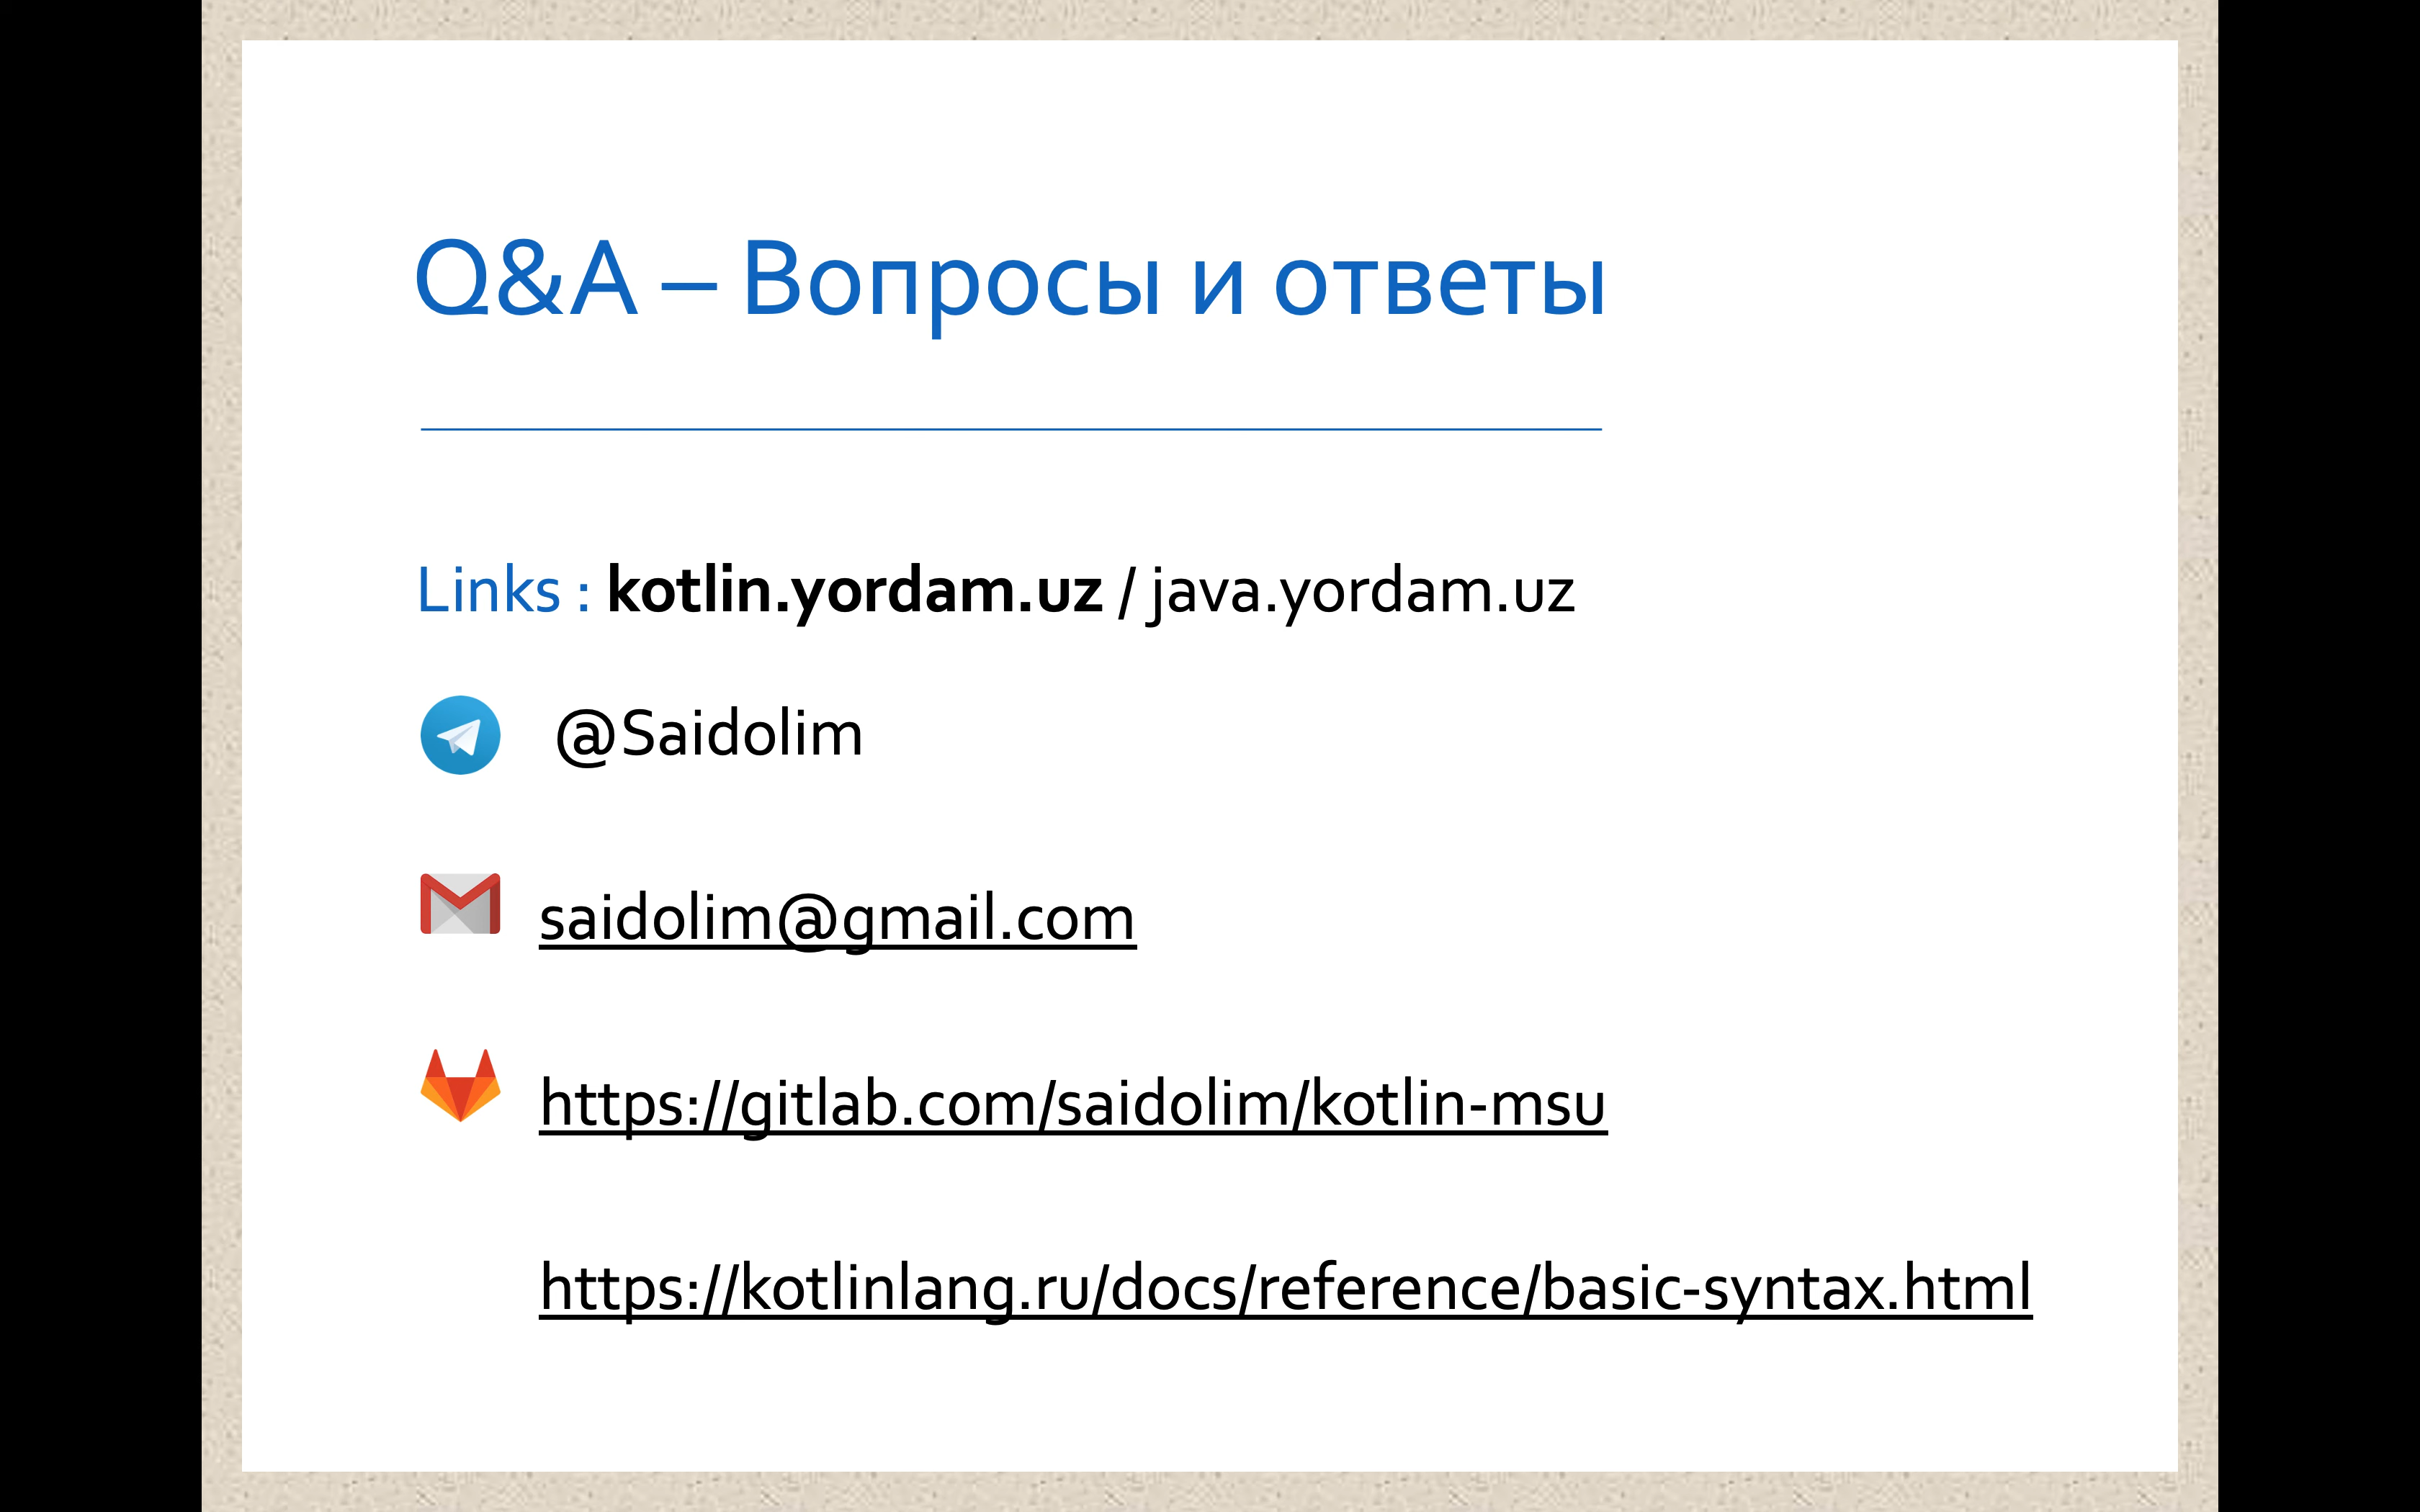 Q&A – Вопросы и ответы
Links : kotlin.yordam.uz / java.yordam.uz
@Saidolim
saidolim@gmail.com
https://gitlab.com/saidolim/kotlin-msu
https://kotlinlang.ru/docs/reference/basic-syntax.html